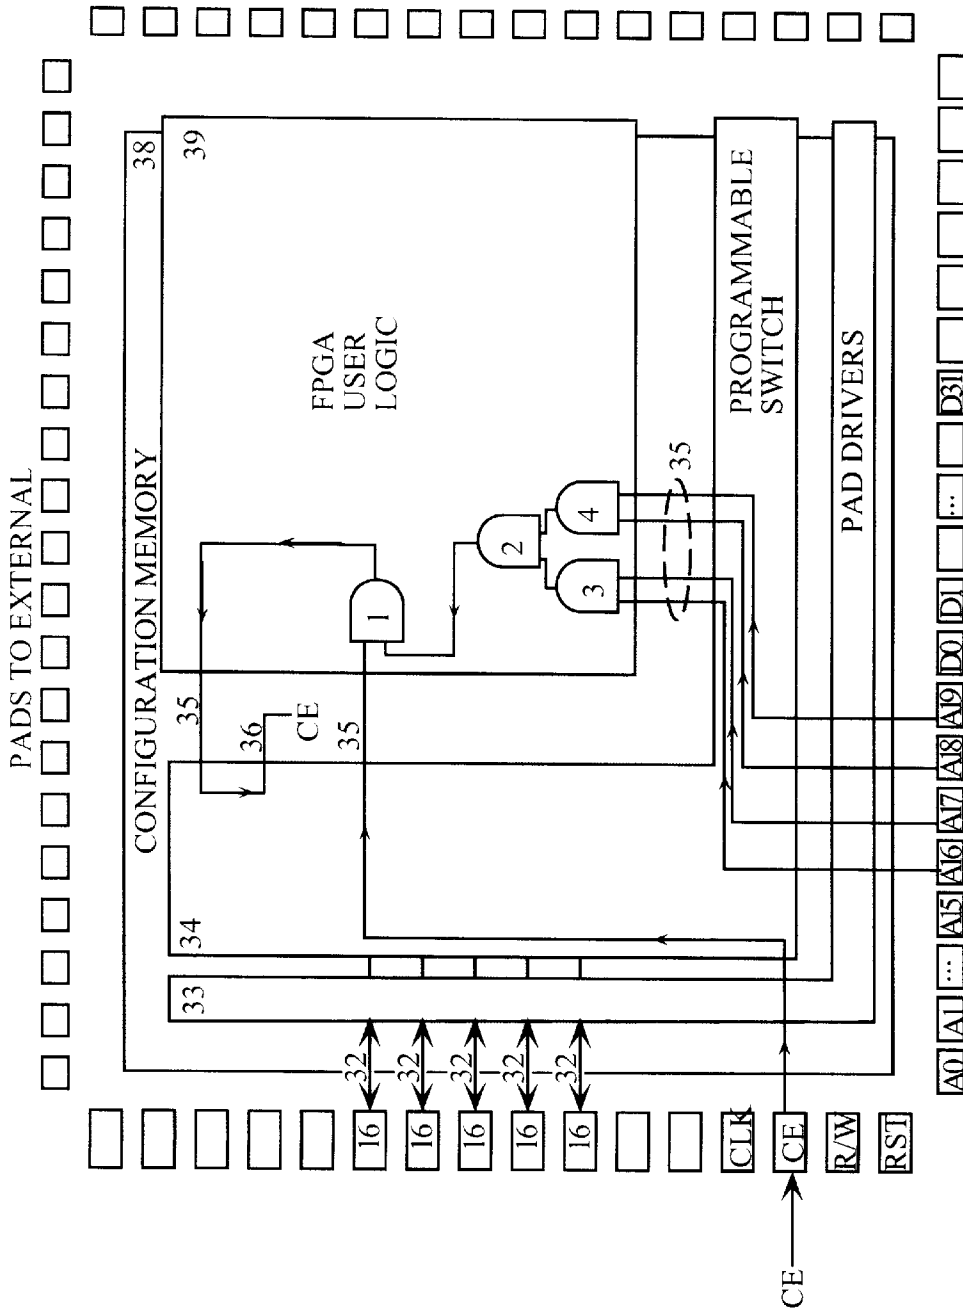 PADS TO EXTERNAL
CONFIGURATION MEMORY
38
39
FPGA
USER
LOGIC
PROGRAMMABLE
SWITCH
PAD DRIVERS
35
36
CE
35
35
1
2
3
4
34
33
32
32
32
32
32
16
16
16
16
16
CLK
CE
R/W
RST
CE
A0
A1
...
A15
A16
A17
A18
A19
D0
D1
...
D31